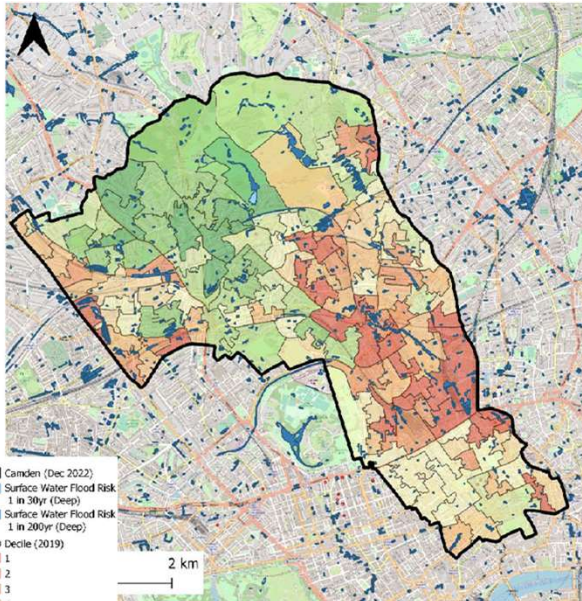 Camden (Dec 2022)
Surface Water Flood Risk
1 in 30yr (Deep)
Surface Water Flood Risk
1 in 200yr (Deep)
Decile (2019)
1
2
3
2 km